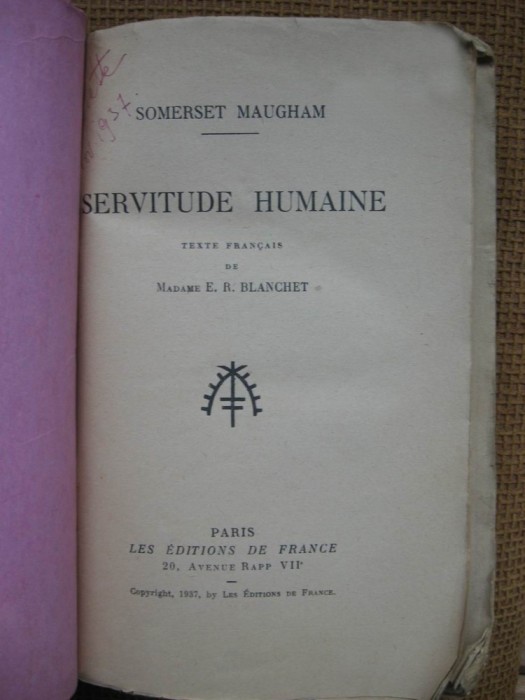 1937
SOMERSET MAUGHAM
SERVITUDE HUMAINE
TEXTE FRANÇAIS
DE
MADAME E. R. BLANCHET
PARIS
LES ÉDITIONS DE FRANCE
20, AVENUE RAPP VIIe
Copyright, 1937, by LES ÉDITIONS DE FRANCE.